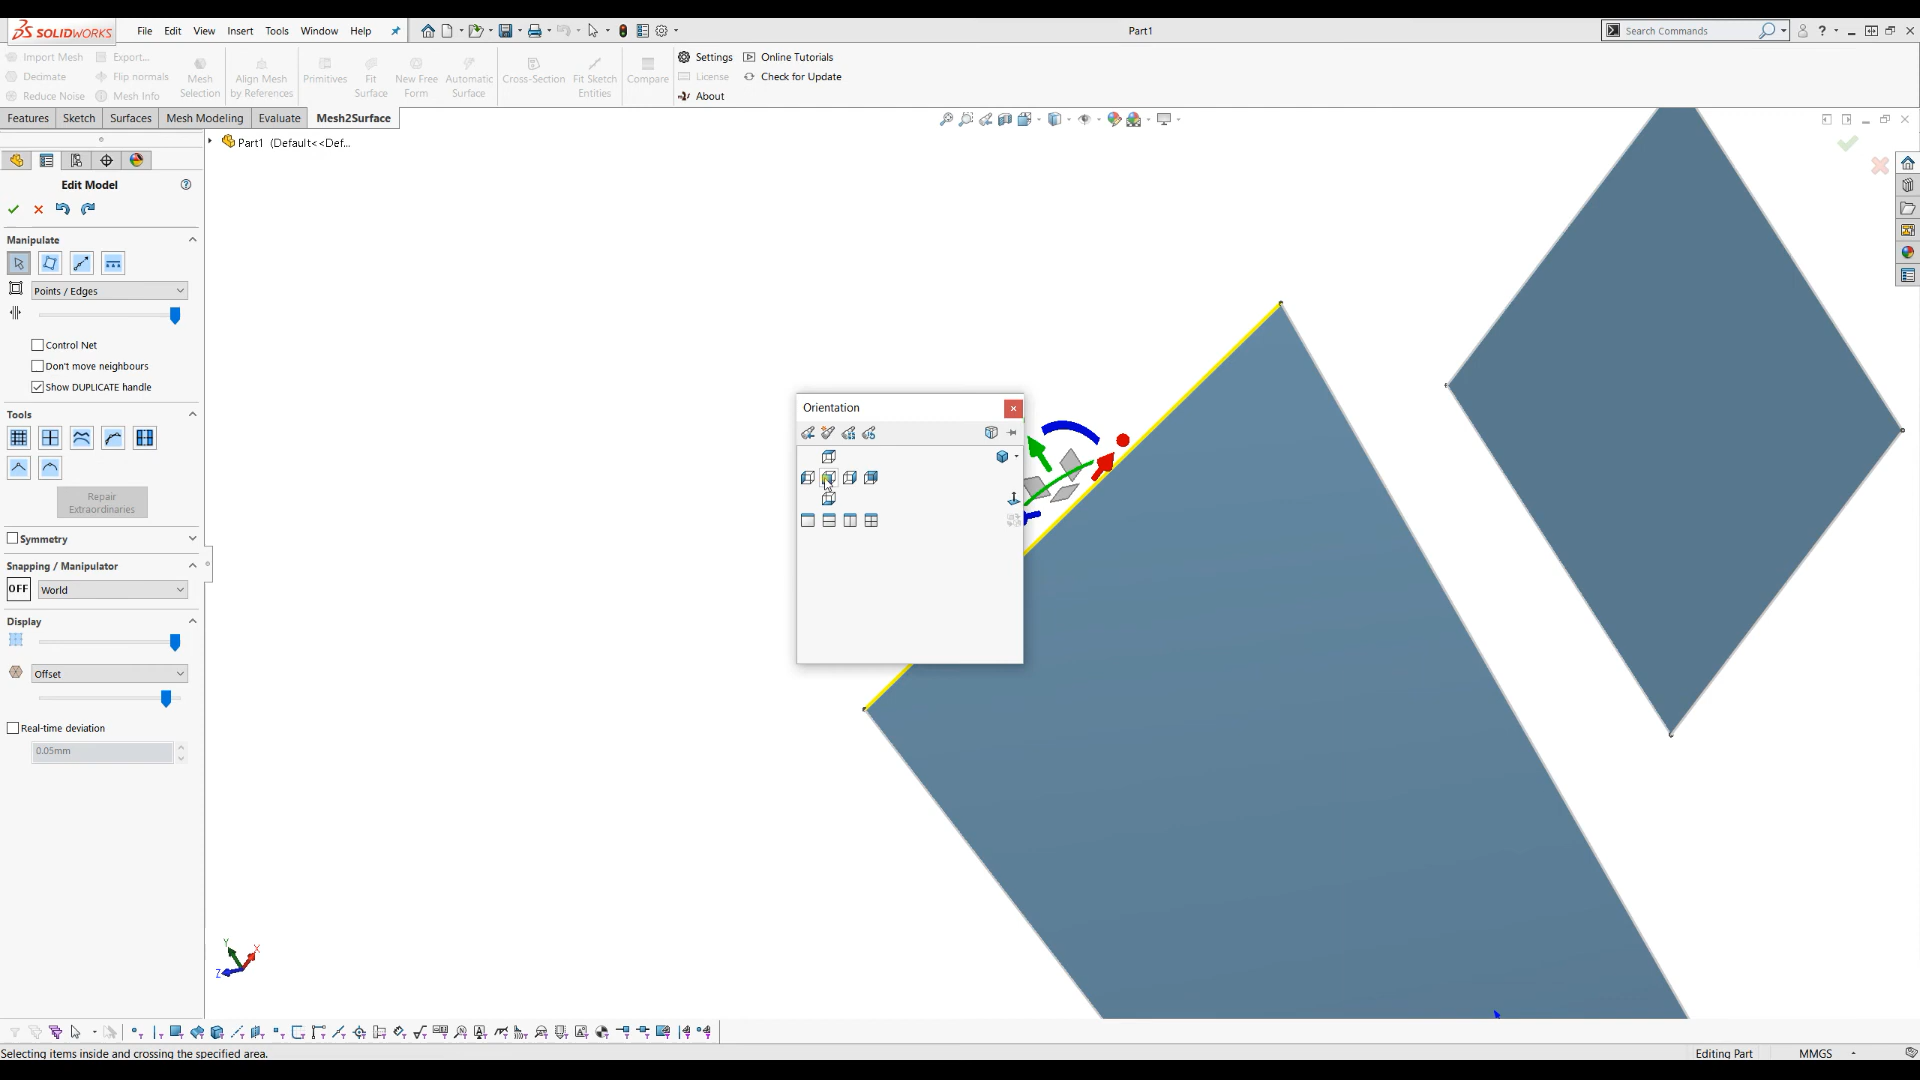 SOLIDWORKS
File Edit View Insert Tools Window Help
Part1
Search Commands
Import Mesh
Export...
Decimate
Flip normals
Reduce Noise
Mesh Info
Mesh
Selection
Align Mesh
by References
Primitives
Fit
Surface
New Free
Form
Automatic
Surface
Cross-Section
Fit Sketch
Entities
Compare
Settings
Online Tutorials
License
Check for Update
About
Features Sketch Surfaces Mesh Modeling Evaluate Mesh2Surface
Part1 (Default<<Def...
Edit Model
Manipulate
Points / Edges
Control Net
Don't move neighbours
Show DUPLICATE handle
Tools
Repair
Extraordinaries
Symmetry
Snapping / Manipulator
OFF
World
Display
Offset
Real-time deviation
0.05mm
Orientation
Y
X
Z
Selecting items inside and crossing the specified area.
Editing Part
MMGS